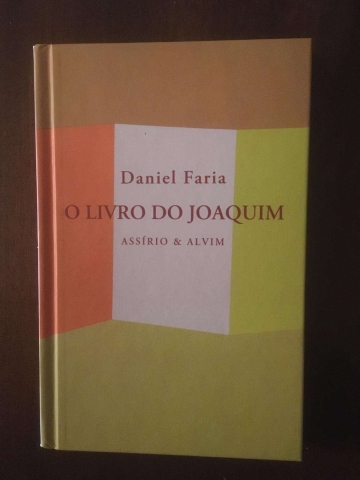 Daniel Faria
O LIVRO DO JOAQUIM
ASSÍRIO & ALVIM